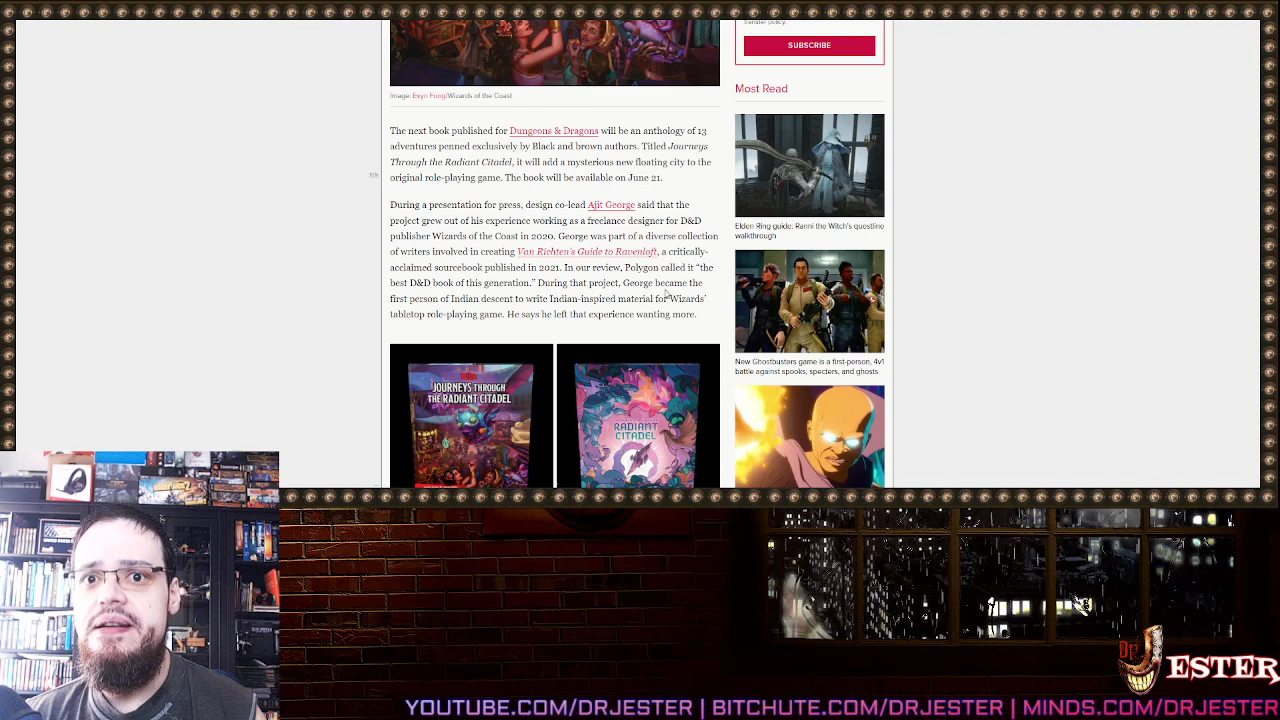 transfer policy.
SUBSCRIBE
Most Read
Image: Evyn Fong/Wizards of the Coast
The next book published for Dungeons & Dragons will be an anthology of 13
adventures penned exclusively by Black and brown authors. Titled Journeys
Through the Radiant Citadel, it will add a mysterious new floating city to the
original role-playing game. The book will be available on June 21.
During a presentation for press, design co-lead Ajit George said that the
project grew out of his experience working as a freelance designer for D&D
publisher Wizards of the Coast in 2020. George was part of a diverse collection
of writers involved in creating Van Richten's Guide to Ravenloft, a critically-
acclaimed sourcebook published in 2021. In our review, Polygon called it “the
best D&D book of this generation.” During that project, George became the
first person of Indian descent to write Indian-inspired material for Wizards’
tabletop role-playing game. He says he left that experience wanting more.
Elden Ring guide: Ranni the Witch's questline
walkthrough
New Ghostbusters game is a first-person, 4v1
battle against spooks, specters, and ghosts
JOURNEYS THROUGH
THE RADIANT CITADEL
RADIANT
CITADEL
Dr
JESTER
YOUTUBE.COM/DRJESTER | BITCHUTE.COM/DRJESTER | MINDS.COM/DRJESTER